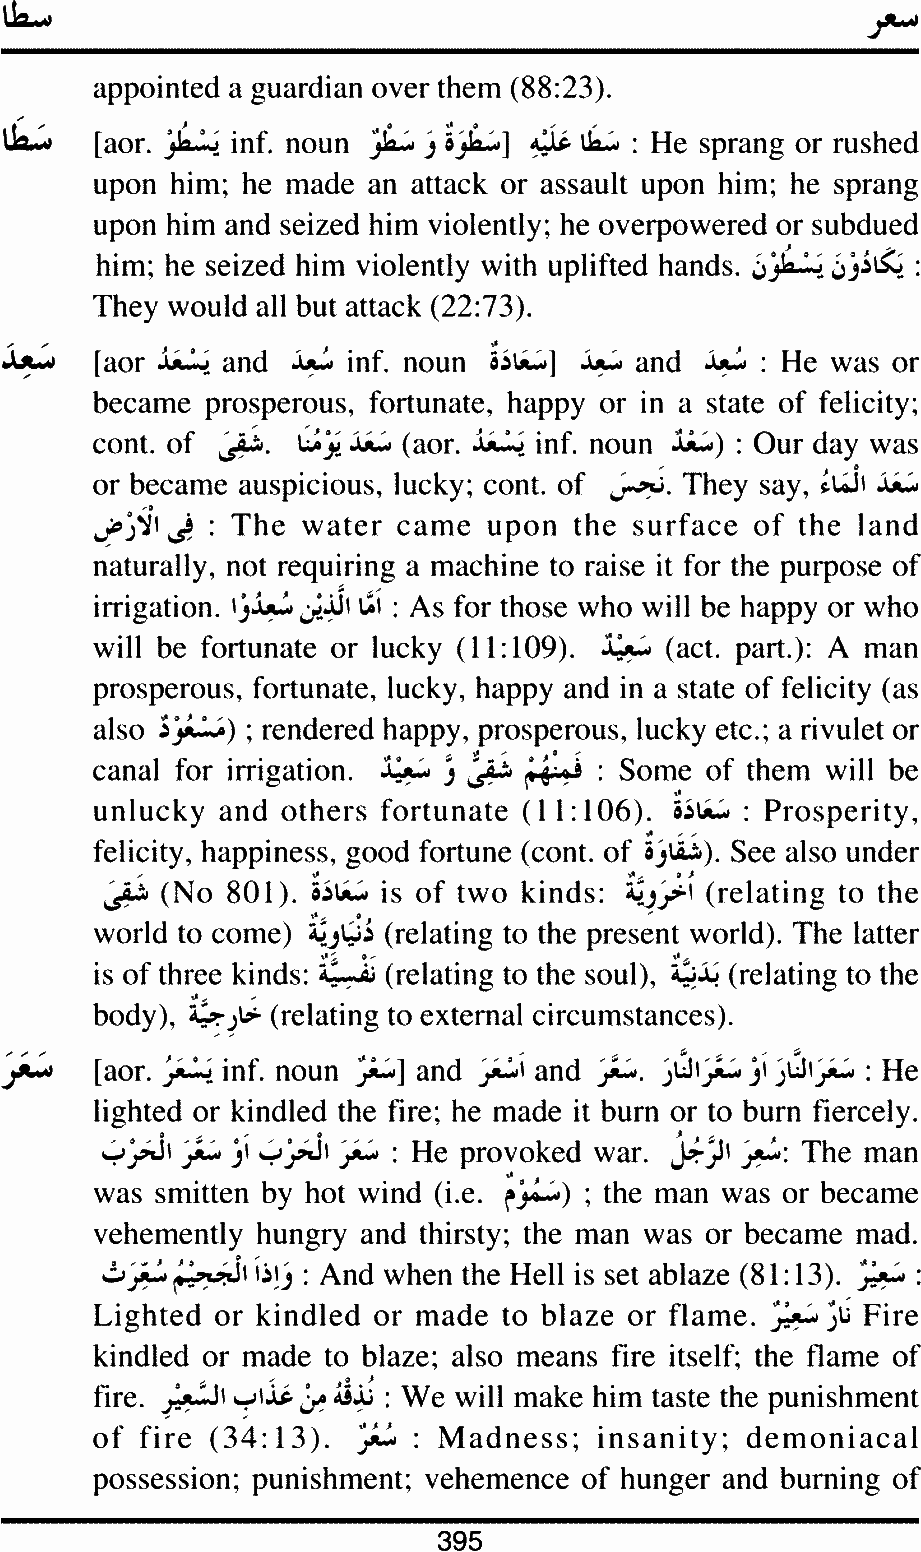 سطا سعر
appointed a guardian over them (88:23).
سَطَا [aor. يَسْطُوْ inf. noun سَطْوَةٌ وَ سَطْوٌ] سَطَا عَلَيْهِ : He sprang or rushed
upon him; he made an attack or assault upon him; he sprang
upon him and seized him violently; he overpowered or subdued
him; he seized him violently with uplifted hands. يَكَادُوْنَ يَسْطُوْنَ :
They would all but attack (22:73).
سَعِدَ [aor يَسْعَدُ and سُعِدَ inf. noun سَعَادَةٌ] سَعِدَ and سُعِدَ : He was or
became prosperous, fortunate, happy or in a state of felicity;
cont. of شَقِىَ. سَعَدَ يَوْمُنَا (aor. يَسْعَدُ inf. noun سَعْدٌ) : Our day was
or became auspicious, lucky; cont. of نَحِسَ. They say, سَعَدَ الْمَاءُ
فِى الْاَرْضِ : The water came upon the surface of the land
naturally, not requiring a machine to raise it for the purpose of
irrigation. اَمَّا الَّذِيْنَ سُعِدُوْا : As for those who will be happy or who
will be fortunate or lucky (11:109). سَعِيْدٌ (act. part.): A man
prosperous, fortunate, lucky, happy and in a state of felicity (as
also مَسْعُوْدٌ) ; rendered happy, prosperous, lucky etc.; a rivulet or
canal for irrigation. فَمِنْهُمْ شَقِىٌّ وَّ سَعِيْدٌ : Some of them will be
unlucky and others fortunate (11:106). سَعَادَةٌ : Prosperity,
felicity, happiness, good fortune (cont. of شَقَاوَةٌ). See also under
شَقِىَ (No 801). سَعَادَةٌ is of two kinds: اُخْرَوِيَّةٌ (relating to the
world to come) دُنْيَاوِيَّةٌ (relating to the present world). The latter
is of three kinds: نَفْسِيَّةٌ (relating to the soul), بَدَنِيَّةٌ (relating to the
body), خَارِجِيَّةٌ (relating to external circumstances).
سَعَرَ [aor. يَسْعَرُ inf. noun سَعْرٌ] and اَسْعَرَ and سَعَّرَ. سَعَرَالنَّارَ اَوْ سَعَّرَالنَّارَ : He
lighted or kindled the fire; he made it burn or to burn fiercely.
سَعَرَ الْحَرْبَ اَوْ سَعَّرَ الْحَرْبَ : He provoked war. سُعِرَ الرَّجُلُ: The man
was smitten by hot wind (i.e. سَمُوْمٌ) ; the man was or became
vehemently hungry and thirsty; the man was or became mad.
وَاِذَا الْجَحِيْمُ سُعِّرَتْ : And when the Hell is set ablaze (81:13). سَعِيْرٌ :
Lighted or kindled or made to blaze or flame. نَارٌ سَعِيْرٌ Fire
kindled or made to blaze; also means fire itself; the flame of
fire. نُذِقْهُ مِنْ عَذَابِ السَّعِيْرِ : We will make him taste the punishment
of fire (34:13). سُعُرٌ : Madness; insanity; demoniacal
possession; punishment; vehemence of hunger and burning of
395